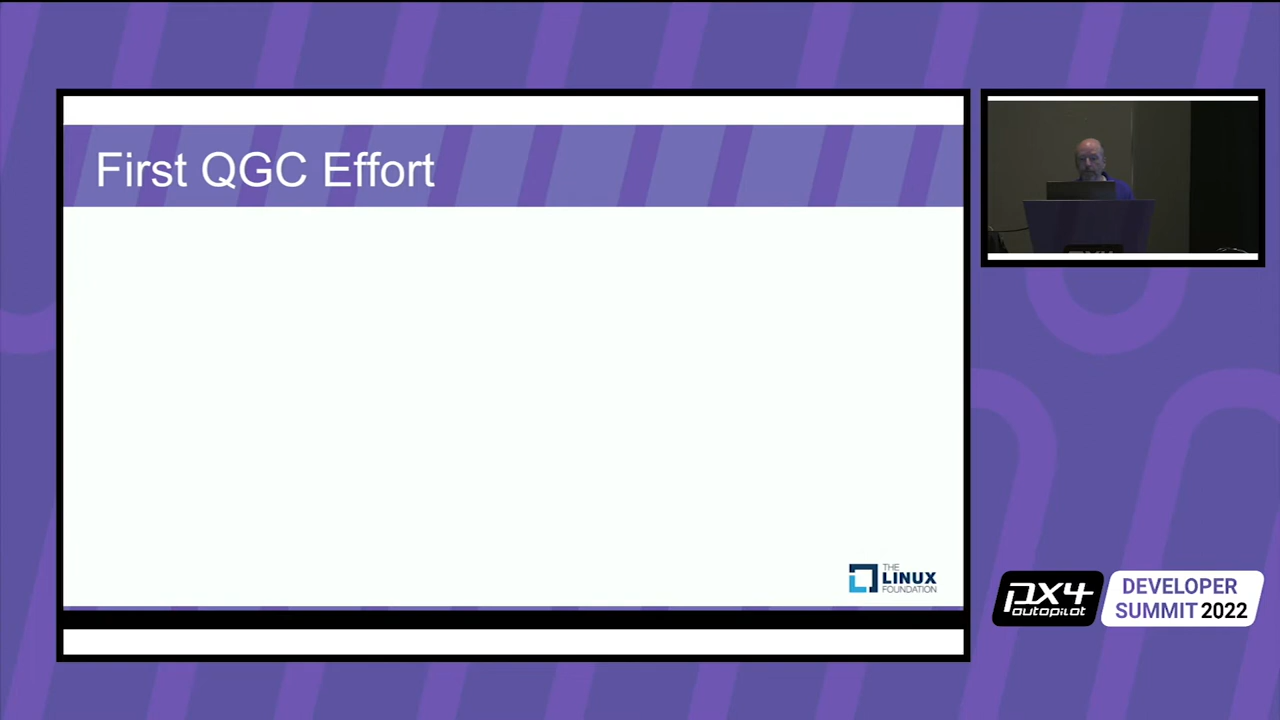 First QGC Effort
THE
LINUX
FOUNDATION
px4
autopilot
DEVELOPER
SUMMIT 2022